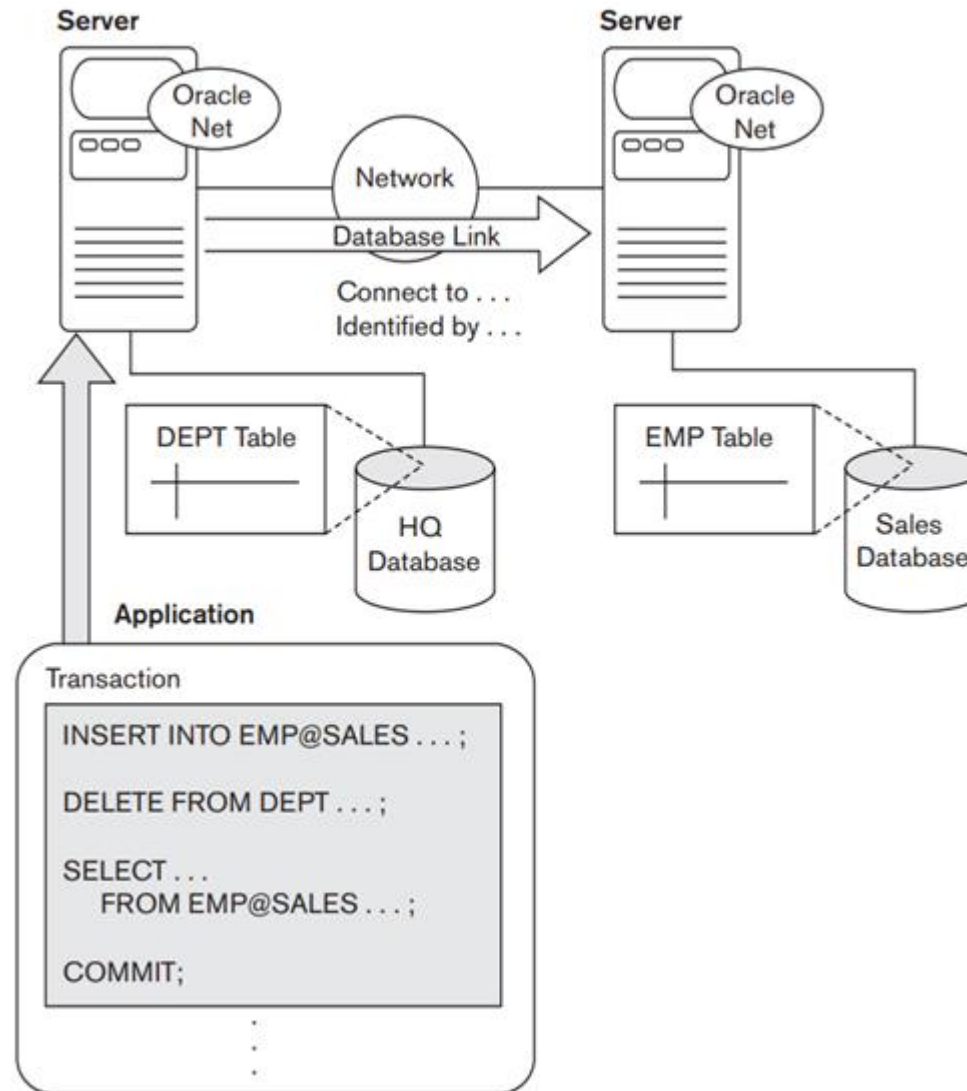 Server
Server
Oracle
Net
Oracle
Net
Network
Database Link
Connect to . . .
Identified by . . .
DEPT Table
HQ
Database
EMP Table
Sales
Database
Application
Transaction
INSERT INTO EMP@SALES . . . ;
DELETE FROM DEPT . . . ;
SELECT . . .
FROM EMP@SALES . . . ;
COMMIT;
.
.
.